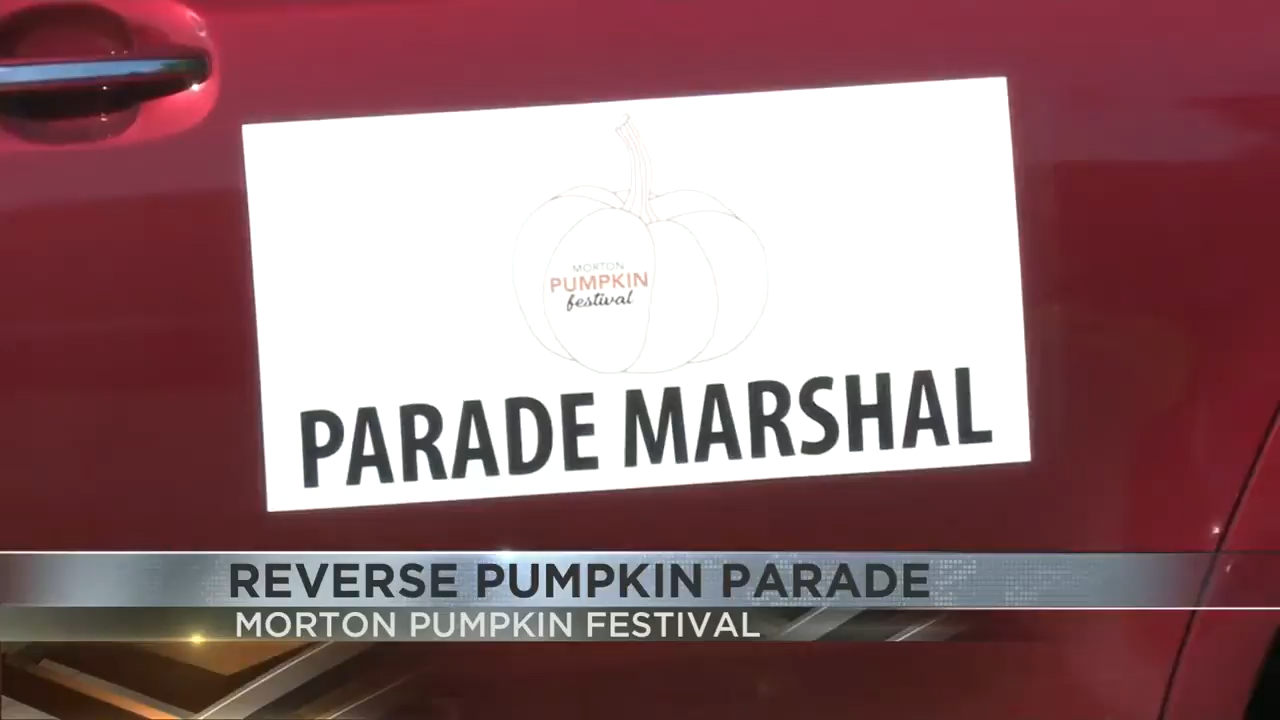 MORTON
PUMPKIN
festival
PARADE MARSHAL
REVERSE PUMPKIN PARADE
MORTON PUMPKIN FESTIVAL